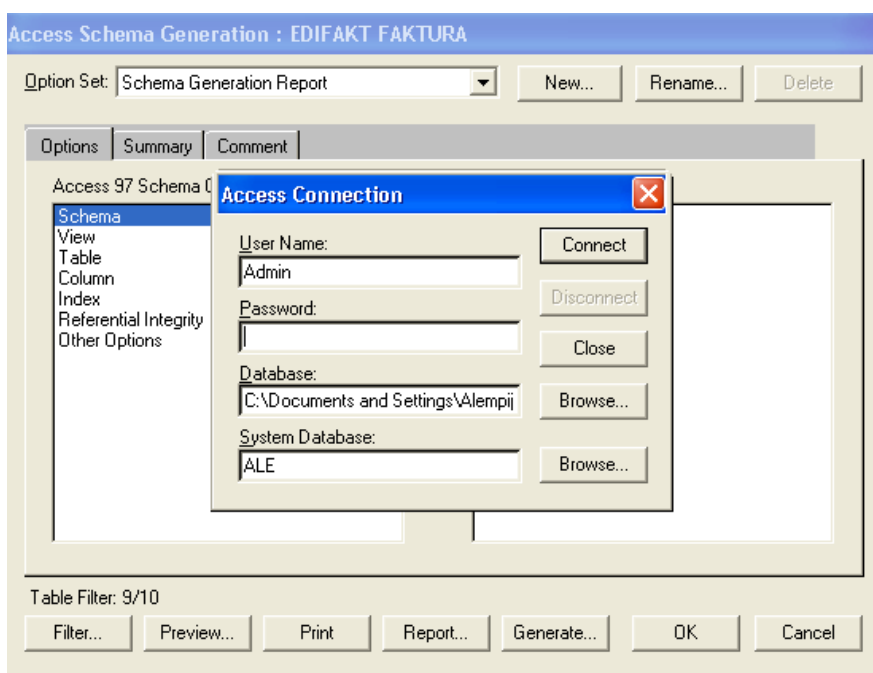 Access Schema Generation : EDIFAKT FAKTURA
Option Set: Schema Generation Report New... Rename... Delete
Options Summary Comment
Access 97 Schema
Access Connection
Schema
View
Table
Column
Index
Referential Integrity
Other Options
User Name:
Admin
Connect
Password:
Disconnect
Close
Database:
C:\Documents and Settings\Alempij
Browse...
System Database:
ALE
Browse...
Table Filter: 9/10
Filter... Preview... Print Report... Generate... OK Cancel